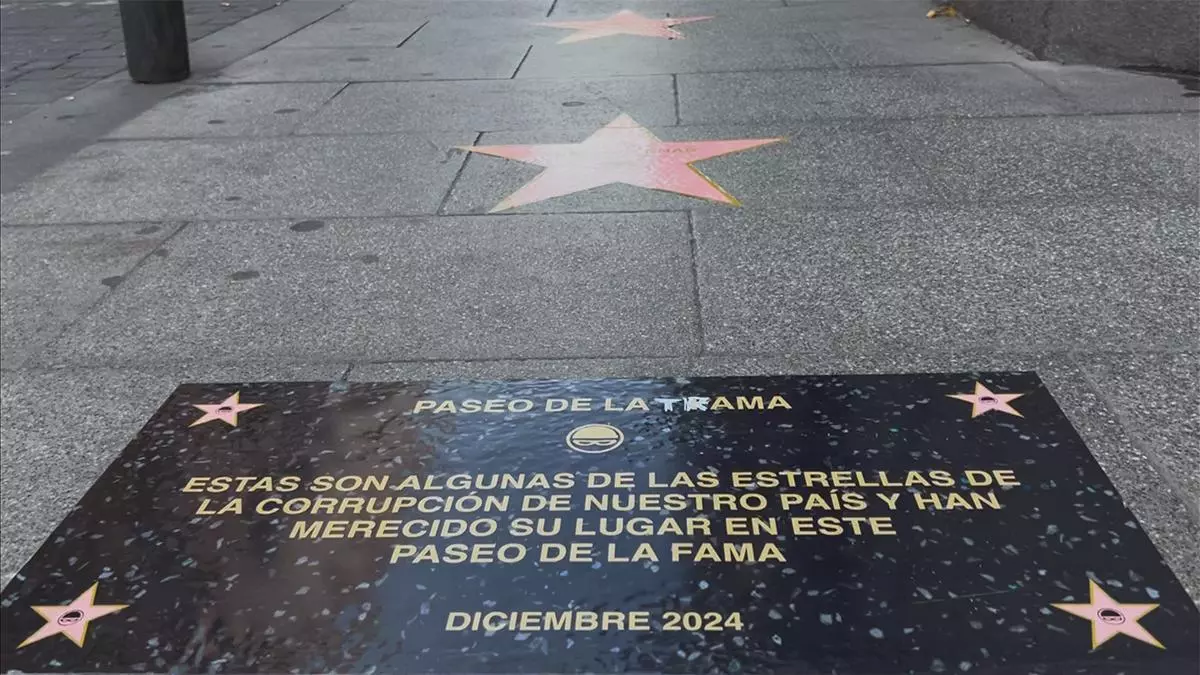 PASEO DE LA TRAMA
ESTAS SON ALGUNAS DE LAS ESTRELLAS DE
LA CORRUPCIÓN DE NUESTRO PAÍS Y HAN
MERECIDO SU LUGAR EN ESTE
PASEO DE LA FAMA
DICIEMBRE 2024